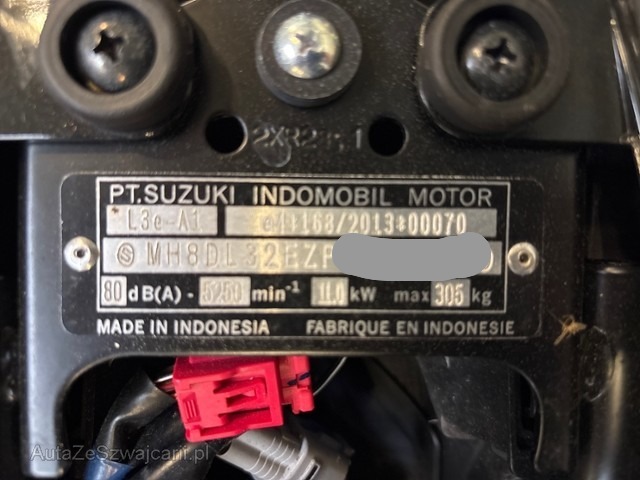 2XR2
PT.SUZUKI INDOMOBIL MOTOR
L3e-A1 168/2013*00070
Ⓢ MH8DL32EZ
80 dB(A) - 5250 min⁻¹ 11.0 kW max 305 kg
MADE IN INDONESIA FABRIQUE EN INDONESIE
AutaZeSzwajcarii.pl